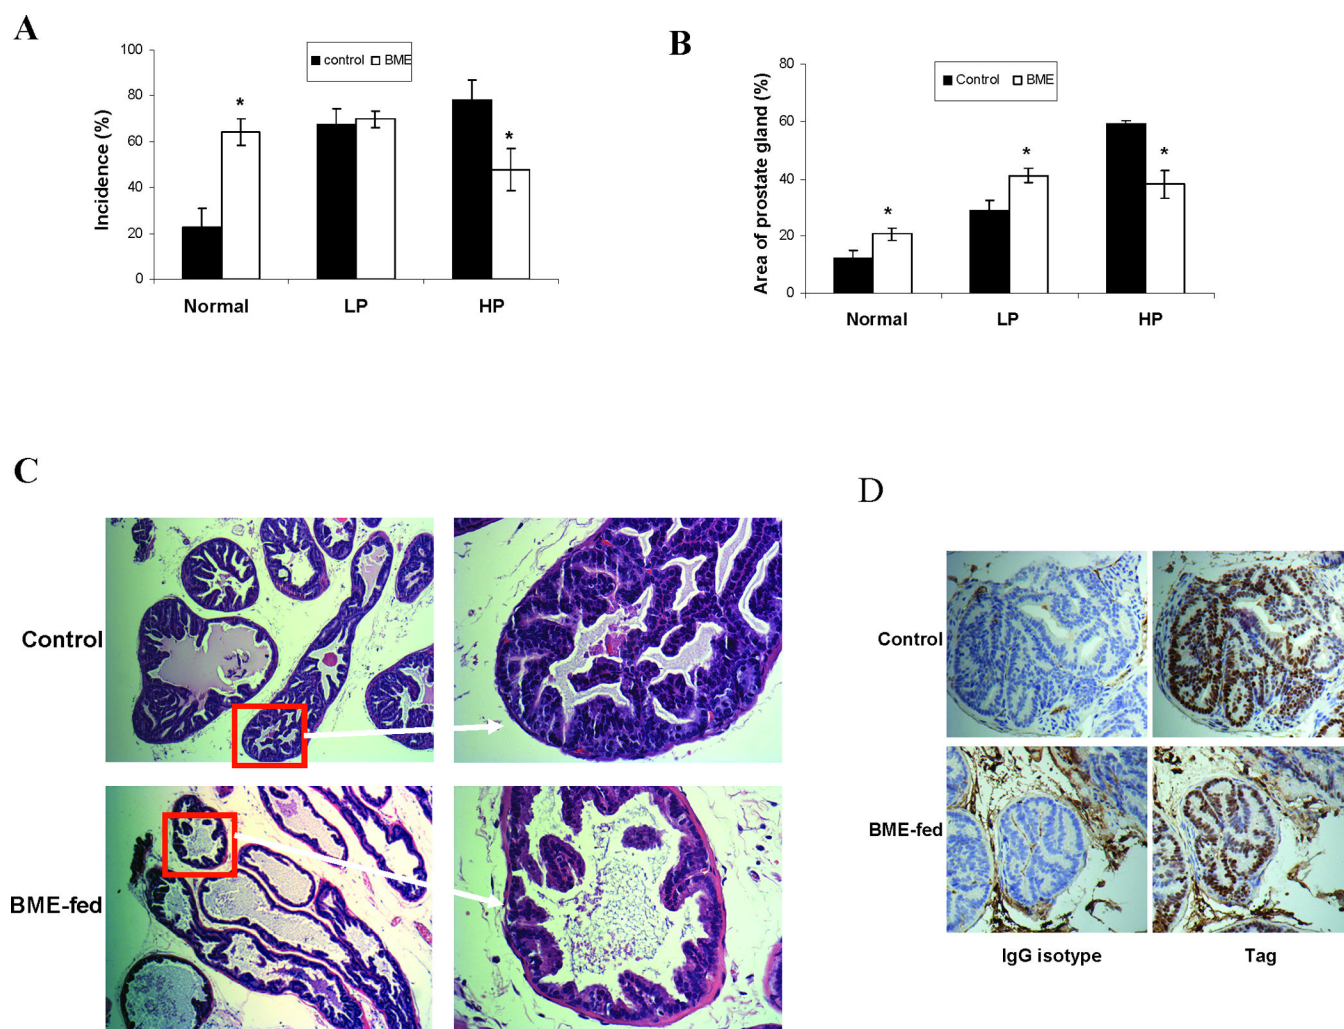 A
control BME
Incidence (%)
100
80
60
40
20
0
*
*
Normal LP HP
B
Control BME
Area of prostate gland (%)
80
60
40
20
0
*
*
*
Normal LP HP
C
Control
BME-fed
D
Control
BME-fed
IgG isotype Tag